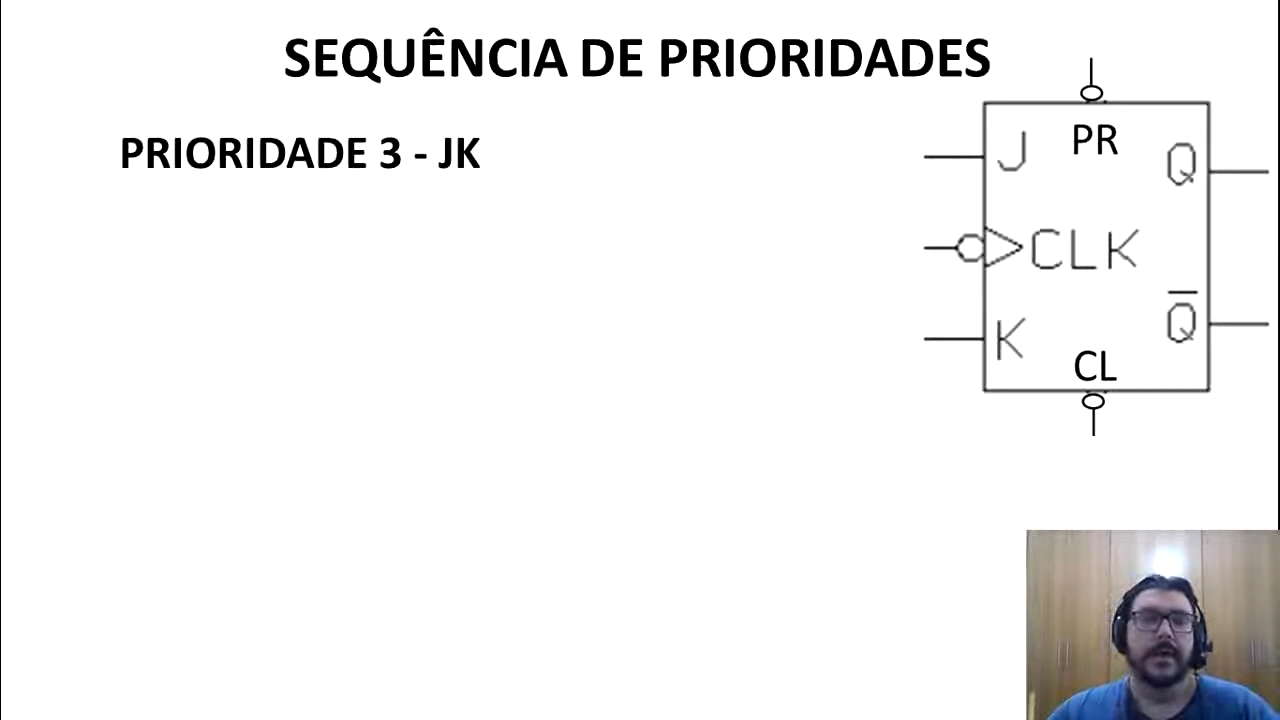 SEQUÊNCIA DE PRIORIDADES
PRIORIDADE 3 - JK
J
PR
Q
CLK
K
Q̅
CL